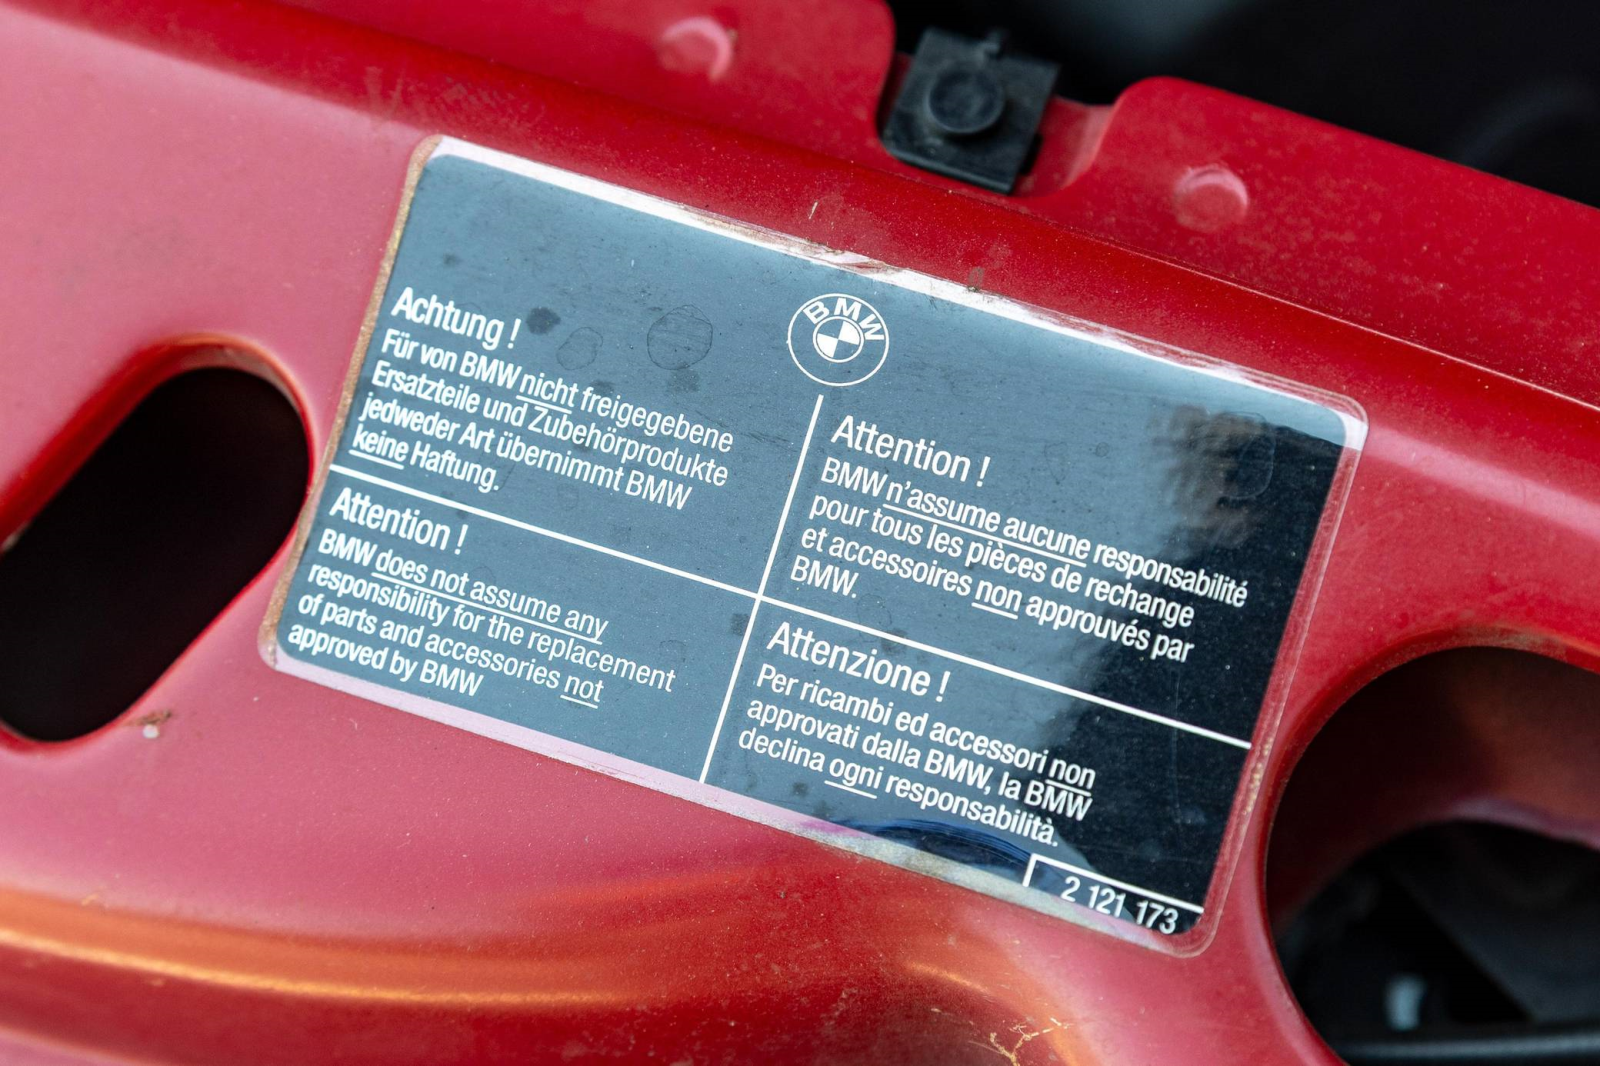 BMW
Achtung !
Für von BMW nicht freigegebene
Ersatzteile und Zubehörprodukte
jedweder Art übernimmt BMW
keine Haftung.
Attention !
BMW does not assume any
responsibility for the replacement
of parts and accessories not
approved by BMW
Attention !
BMW n'assume aucune responsabilité
pour tous les pièces de rechange
et accessoires non approuvés par
BMW.
Attenzione !
Per ricambi ed accessori non
approvati dalla BMW, la BMW
declina ogni responsabilità.
2 121 173